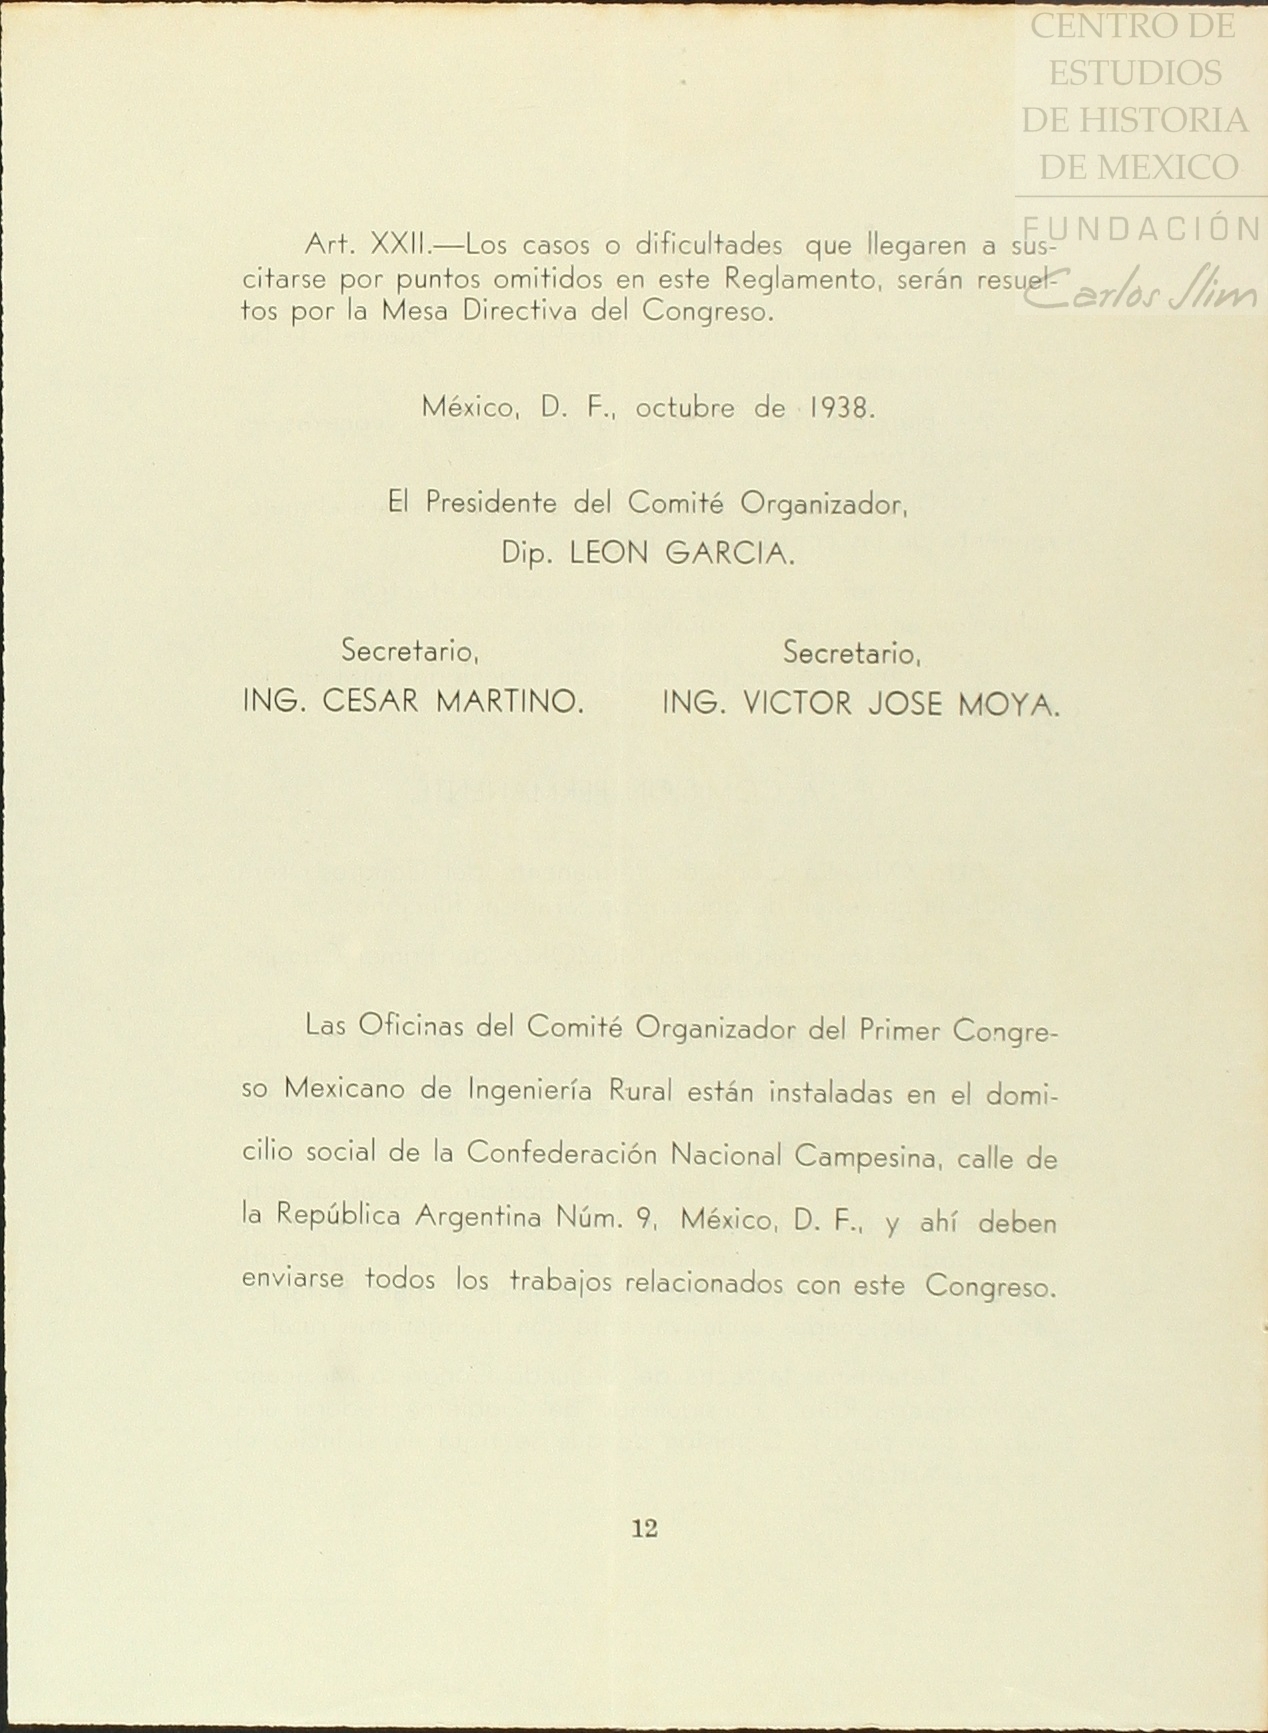 CENTRO DE
ESTUDIOS
DE HISTORIA
DE MEXICO
FUNDACIÓN
Carlos Slim
Art. XXII.—Los casos o dificultades que llegaren a sus-
citarse por puntos omitidos en este Reglamento, serán resuel-
tos por la Mesa Directiva del Congreso.
México, D. F., octubre de 1938.
El Presidente del Comité Organizador,
Dip. LEON GARCIA.
Secretario, Secretario,
ING. CESAR MARTINO. ING. VICTOR JOSE MOYA.
Las Oficinas del Comité Organizador del Primer Congre-
so Mexicano de Ingeniería Rural están instaladas en el domi-
cilio social de la Confederación Nacional Campesina, calle de
la República Argentina Núm. 9, México, D. F., y ahí deben
enviarse todos los trabajos relacionados con este Congreso.
12